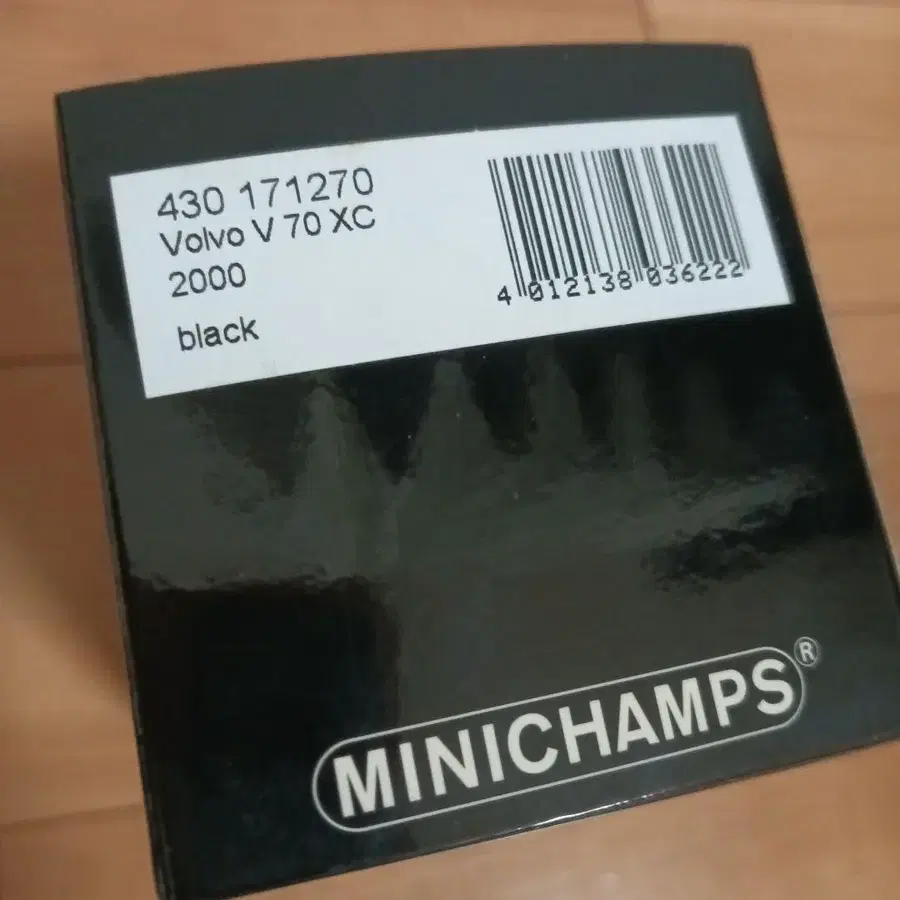 430 171270
Volvo V 70 XC
2000
black
4 012138 036222
MINICHAMPS®